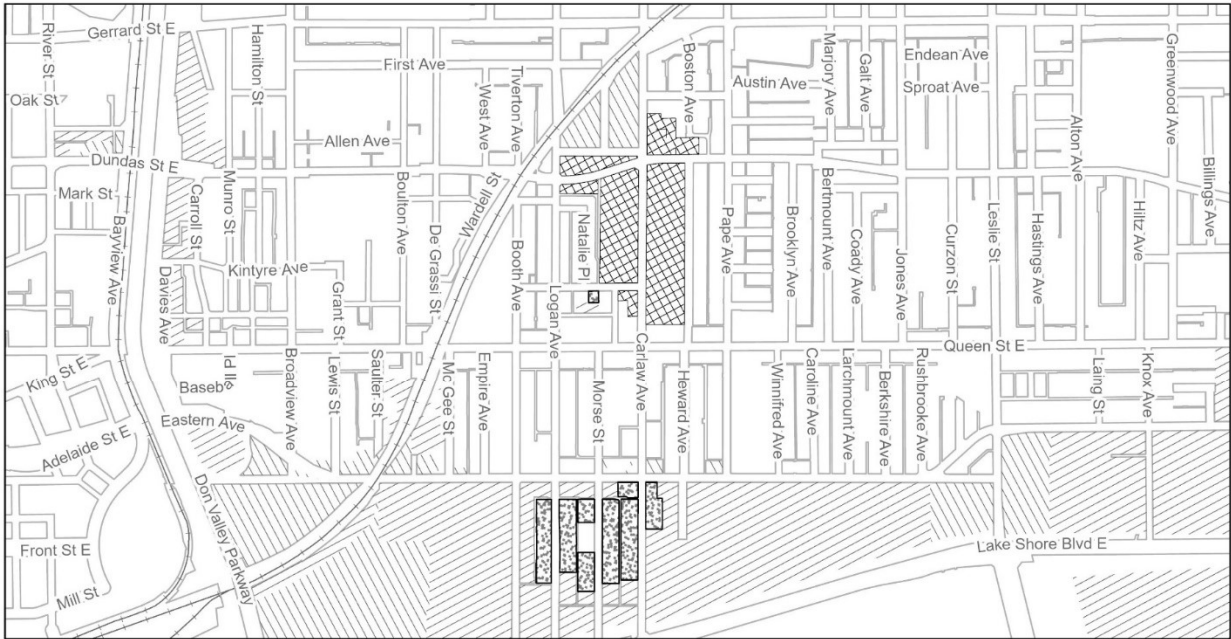 Gerrard St E
River St
Hamilton St
First Ave
Boston Ave
Marjory Ave
Galt Ave
Endean Ave
Greenwood Ave
Oak St
West Ave
Tiverton Ave
Austin Ave
Sproat Ave
Allen Ave
Alton Ave
Dundas St E
Mark St
Bayview Ave
Carroll St
Munro St
Boulton Ave
De Grassi St
Wardell St
Natalie Pl
Pape Ave
Brooklyn Ave
Bertmount Ave
Coady Ave
Jones Ave
Curzon St
Leslie St
Hastings Ave
Hiltz Ave
Billings Ave
Kintyre Ave
Davies Ave
Grant St
Booth Ave
Logan Ave
Carlaw Ave
Queen St E
King St E
Baseball Pl
Broadview Ave
Lewis St
Saulter St
Mc Gee St
Empire Ave
Morse St
Heward Ave
Winnifred Ave
Caroline Ave
Larchmount Ave
Berkshire Ave
Rushbrooke Ave
Laing St
Knox Ave
Eastern Ave
Adelaide St E
Don Valley Parkway
Front St E
Lake Shore Blvd E
Mill St